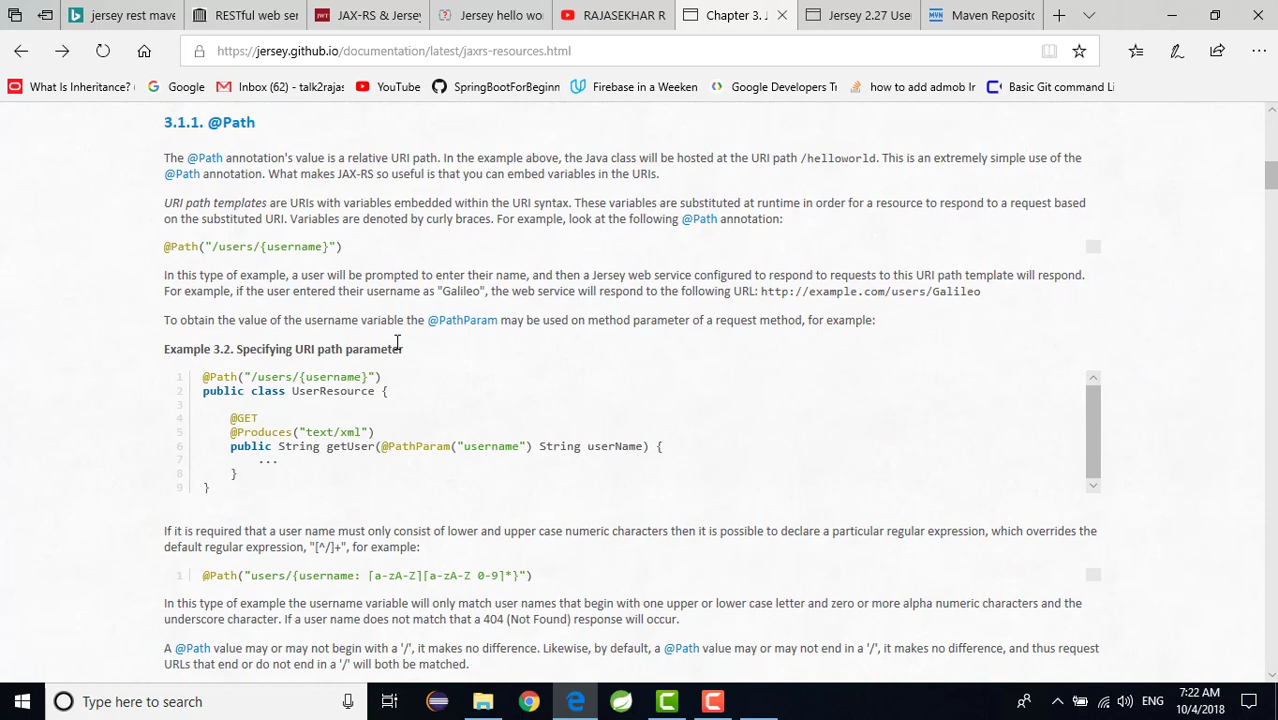 jersey rest mave
RESTful web ser
JAX-RS & Jersey
Jersey hello wo
RAJASEKHAR R
Chapter 3. J
Jersey 2.27 Use
Maven Reposito
https://jersey.github.io/documentation/latest/jaxrs-resources.html
What Is Inheritance? (
Google
Inbox (62) - talk2rajas
YouTube
SpringBootForBeginn
Firebase in a Weeken
Google Developers Tr
how to add admob In
Basic Git command Li
3.1.1. @Path
The @Path annotation's value is a relative URI path. In the example above, the Java class will be hosted at the URI path /helloworld. This is an extremely simple use of the
@Path annotation. What makes JAX-RS so useful is that you can embed variables in the URIs.
URI path templates are URIs with variables embedded within the URI syntax. These variables are substituted at runtime in order for a resource to respond to a request based
on the substituted URI. Variables are denoted by curly braces. For example, look at the following @Path annotation:
@Path("/users/{username}")
In this type of example, a user will be prompted to enter their name, and then a Jersey web service configured to respond to requests to this URI path template will respond.
For example, if the user entered their username as "Galileo", the web service will respond to the following URL: http://example.com/users/Galileo
To obtain the value of the username variable the @PathParam may be used on method parameter of a request method, for example:
Example 3.2. Specifying URI path parameter
1 @Path("/users/{username}")
2 public class UserResource {
3
4 @GET
5 @Produces("text/xml")
6 public String getUser(@PathParam("username") String userName) {
7 ...
8 }
9 }
If it is required that a user name must only consist of lower and upper case numeric characters then it is possible to declare a particular regular expression, which overrides the
default regular expression, "[^/]+", for example:
1 @Path("users/{username: [a-zA-Z][a-zA-Z_0-9]*}")
In this type of example the username variable will only match user names that begin with one upper or lower case letter and zero or more alpha numeric characters and the
underscore character. If a user name does not match that a 404 (Not Found) response will occur.
A @Path value may or may not begin with a '/', it makes no difference. Likewise, by default, a @Path value may or may not end in a '/', it makes no difference, and thus request
URLs that end or do not end in a '/' will both be matched.
Type here to search
ENG
7:22 AM
10/4/2018